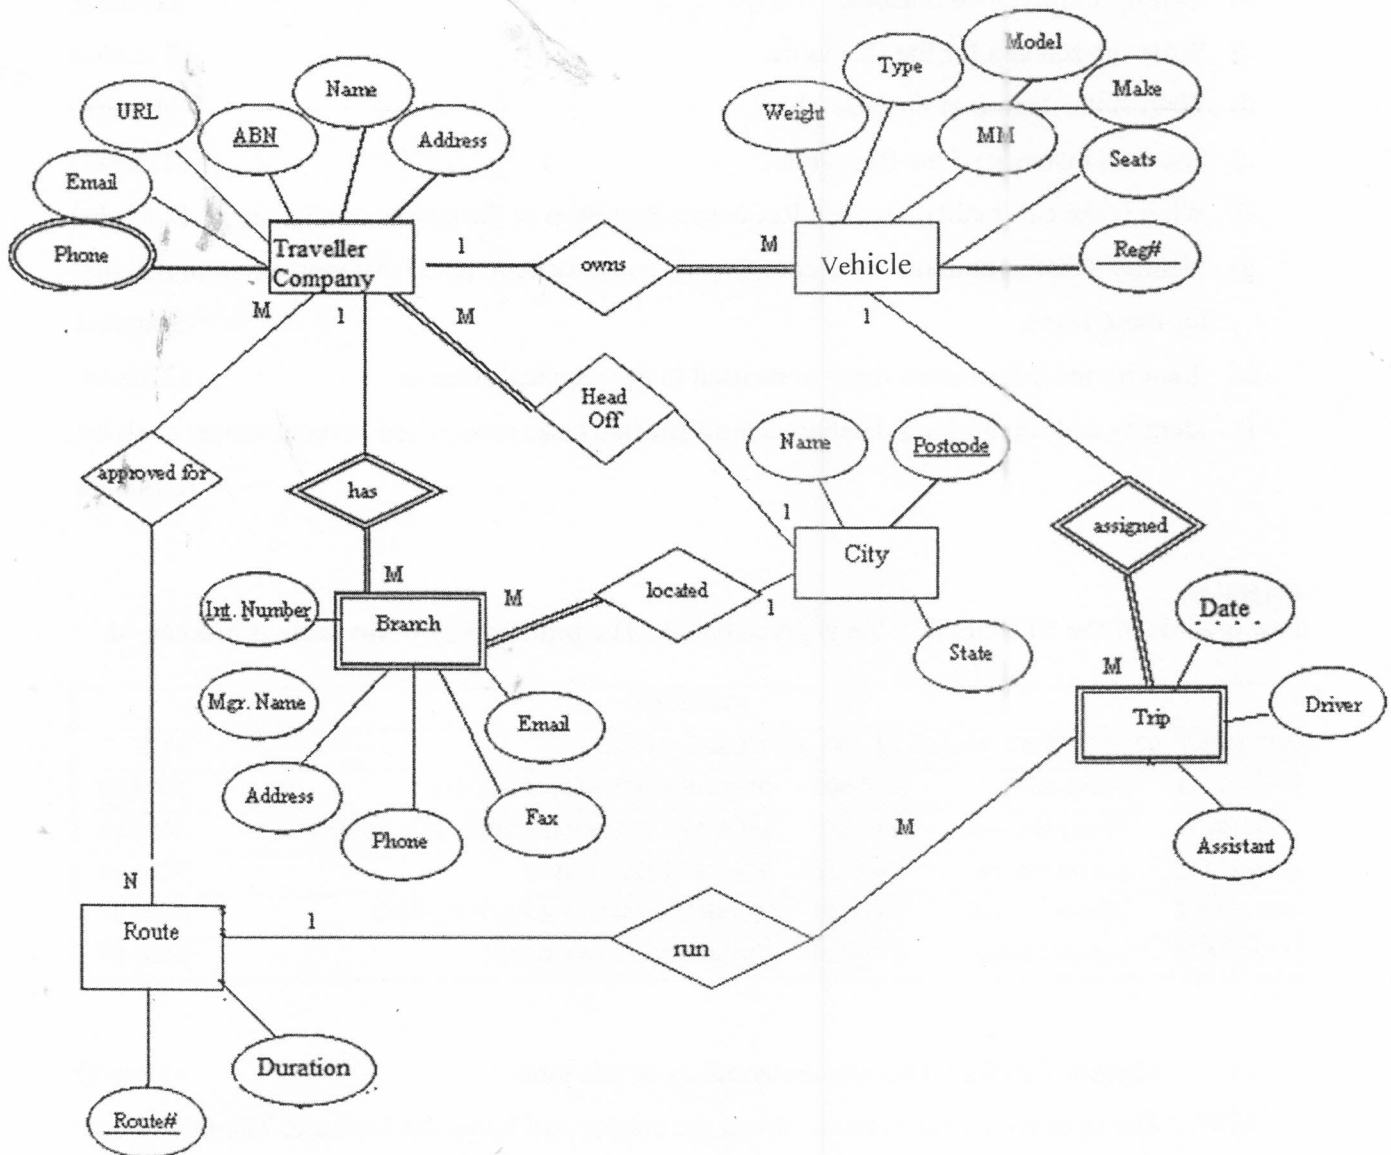 Model
Name
Type
URL
Make
Weight
ABN
Address
MM
Seats
Email
Phone
Traveller
Company
1
owns
M
Vehicle
Reg#
M
1
M
1
Head
Off
Name
Postcode
approved for
has
1
assigned
City
M
M
located
1
Int. Number
Branch
Date
State
M
Mgr. Name
Email
Trip
Driver
Address
Fax
Phone
M
Assistant
N
Route
1
run
Duration
Route#